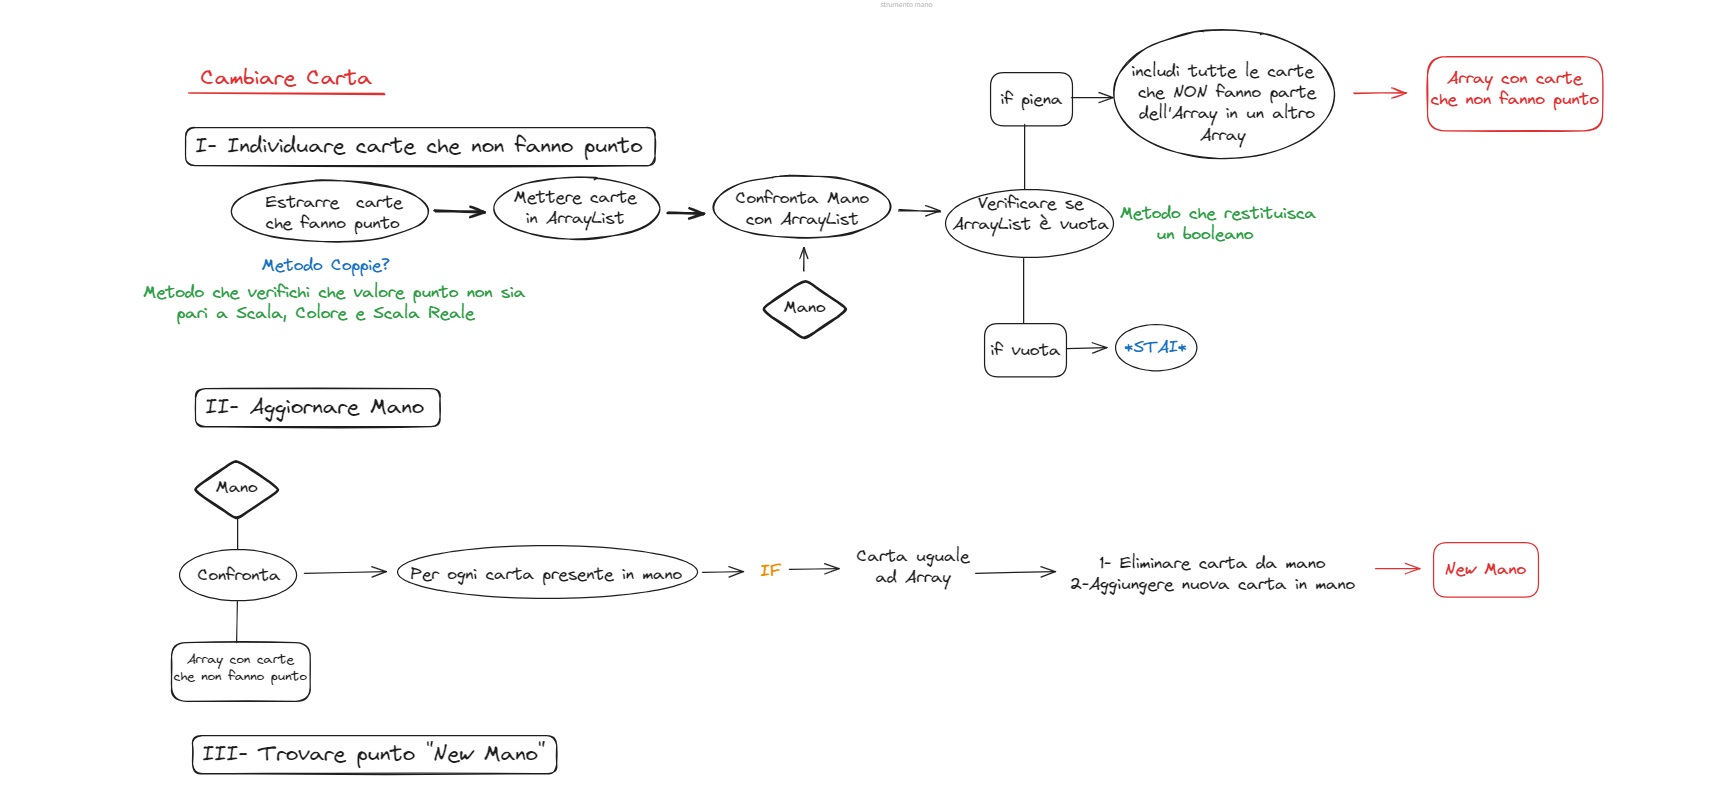 strumento mano
Cambiare Carta
I- Individuare carte che non fanno punto
Estrarre carte
che fanno punto
Mettere carte
in ArrayList
Confronta Mano
con ArrayList
Verificare se
ArrayList è vuota
if piena
includi tutte le carte
che NON fanno parte
dell'Array in un altro
Array
Array con carte
che non fanno punto
Metodo che restituisca
un booleano
Metodo Coppie?
Metodo che verifichi che valore punto non sia
pari a Scala, Colore e Scala Reale
Mano
if vuota
*STAI*
II- Aggiornare Mano
Mano
Confronta
Array con carte
che non fanno punto
Per ogni carta presente in mano
IF
Carta uguale
ad Array
1- Eliminare carta da mano
2-Aggiungere nuova carta in mano
New Mano
III- Trovare punto "New Mano"